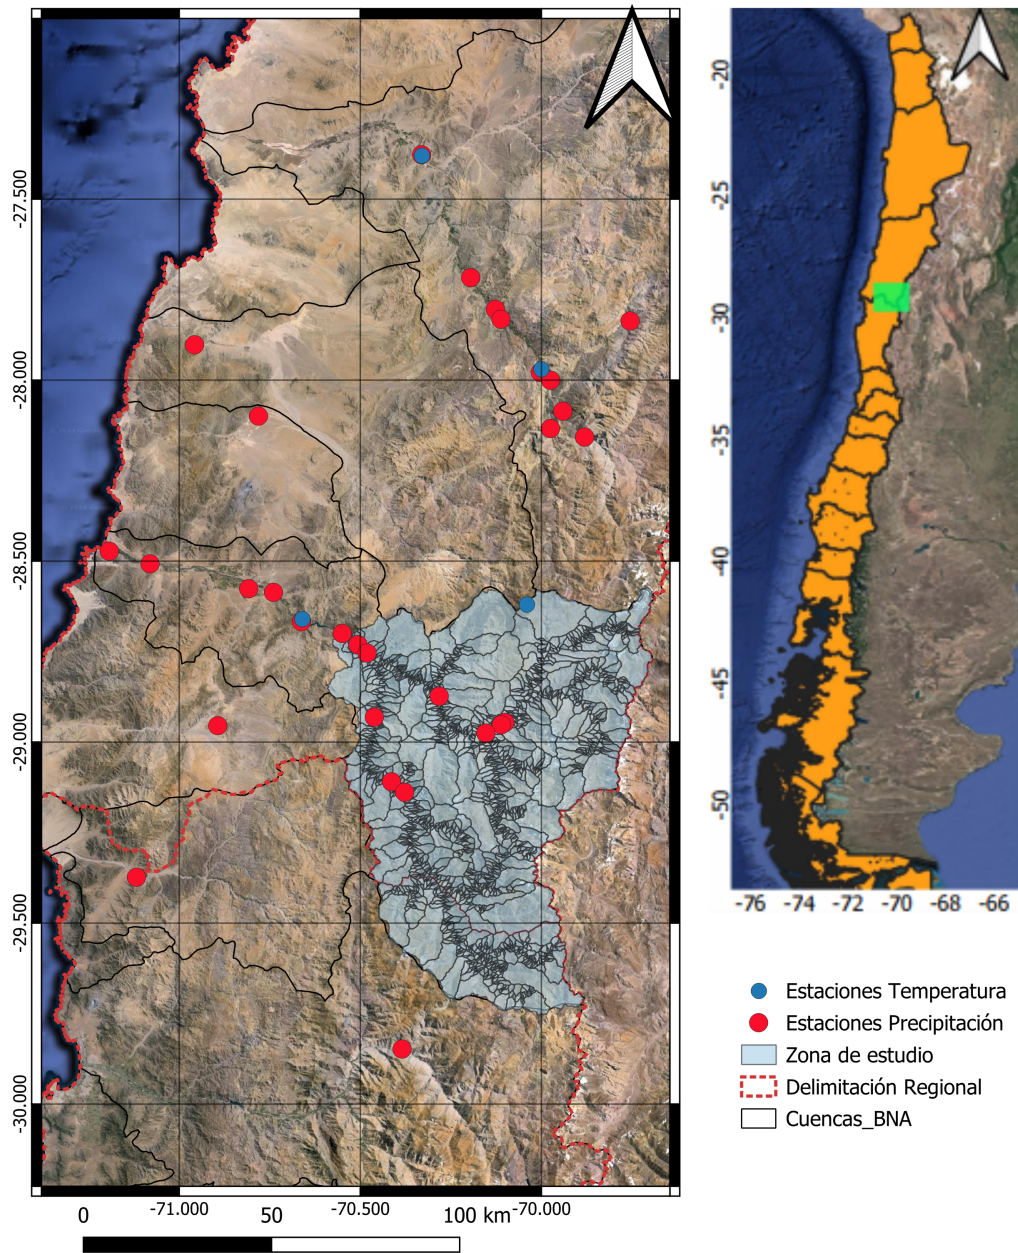 -27.500
-28.000
-28.500
-29.000
-29.500
-30.000
-71.000
-70.500
-70.000
0
50
100 km
-20
-25
-30
-35
-40
-45
-50
-76 -74 -72 -70 -68 -66
Estaciones Temperatura
Estaciones Precipitación
Zona de estudio
Delimitación Regional
Cuencas_BNA